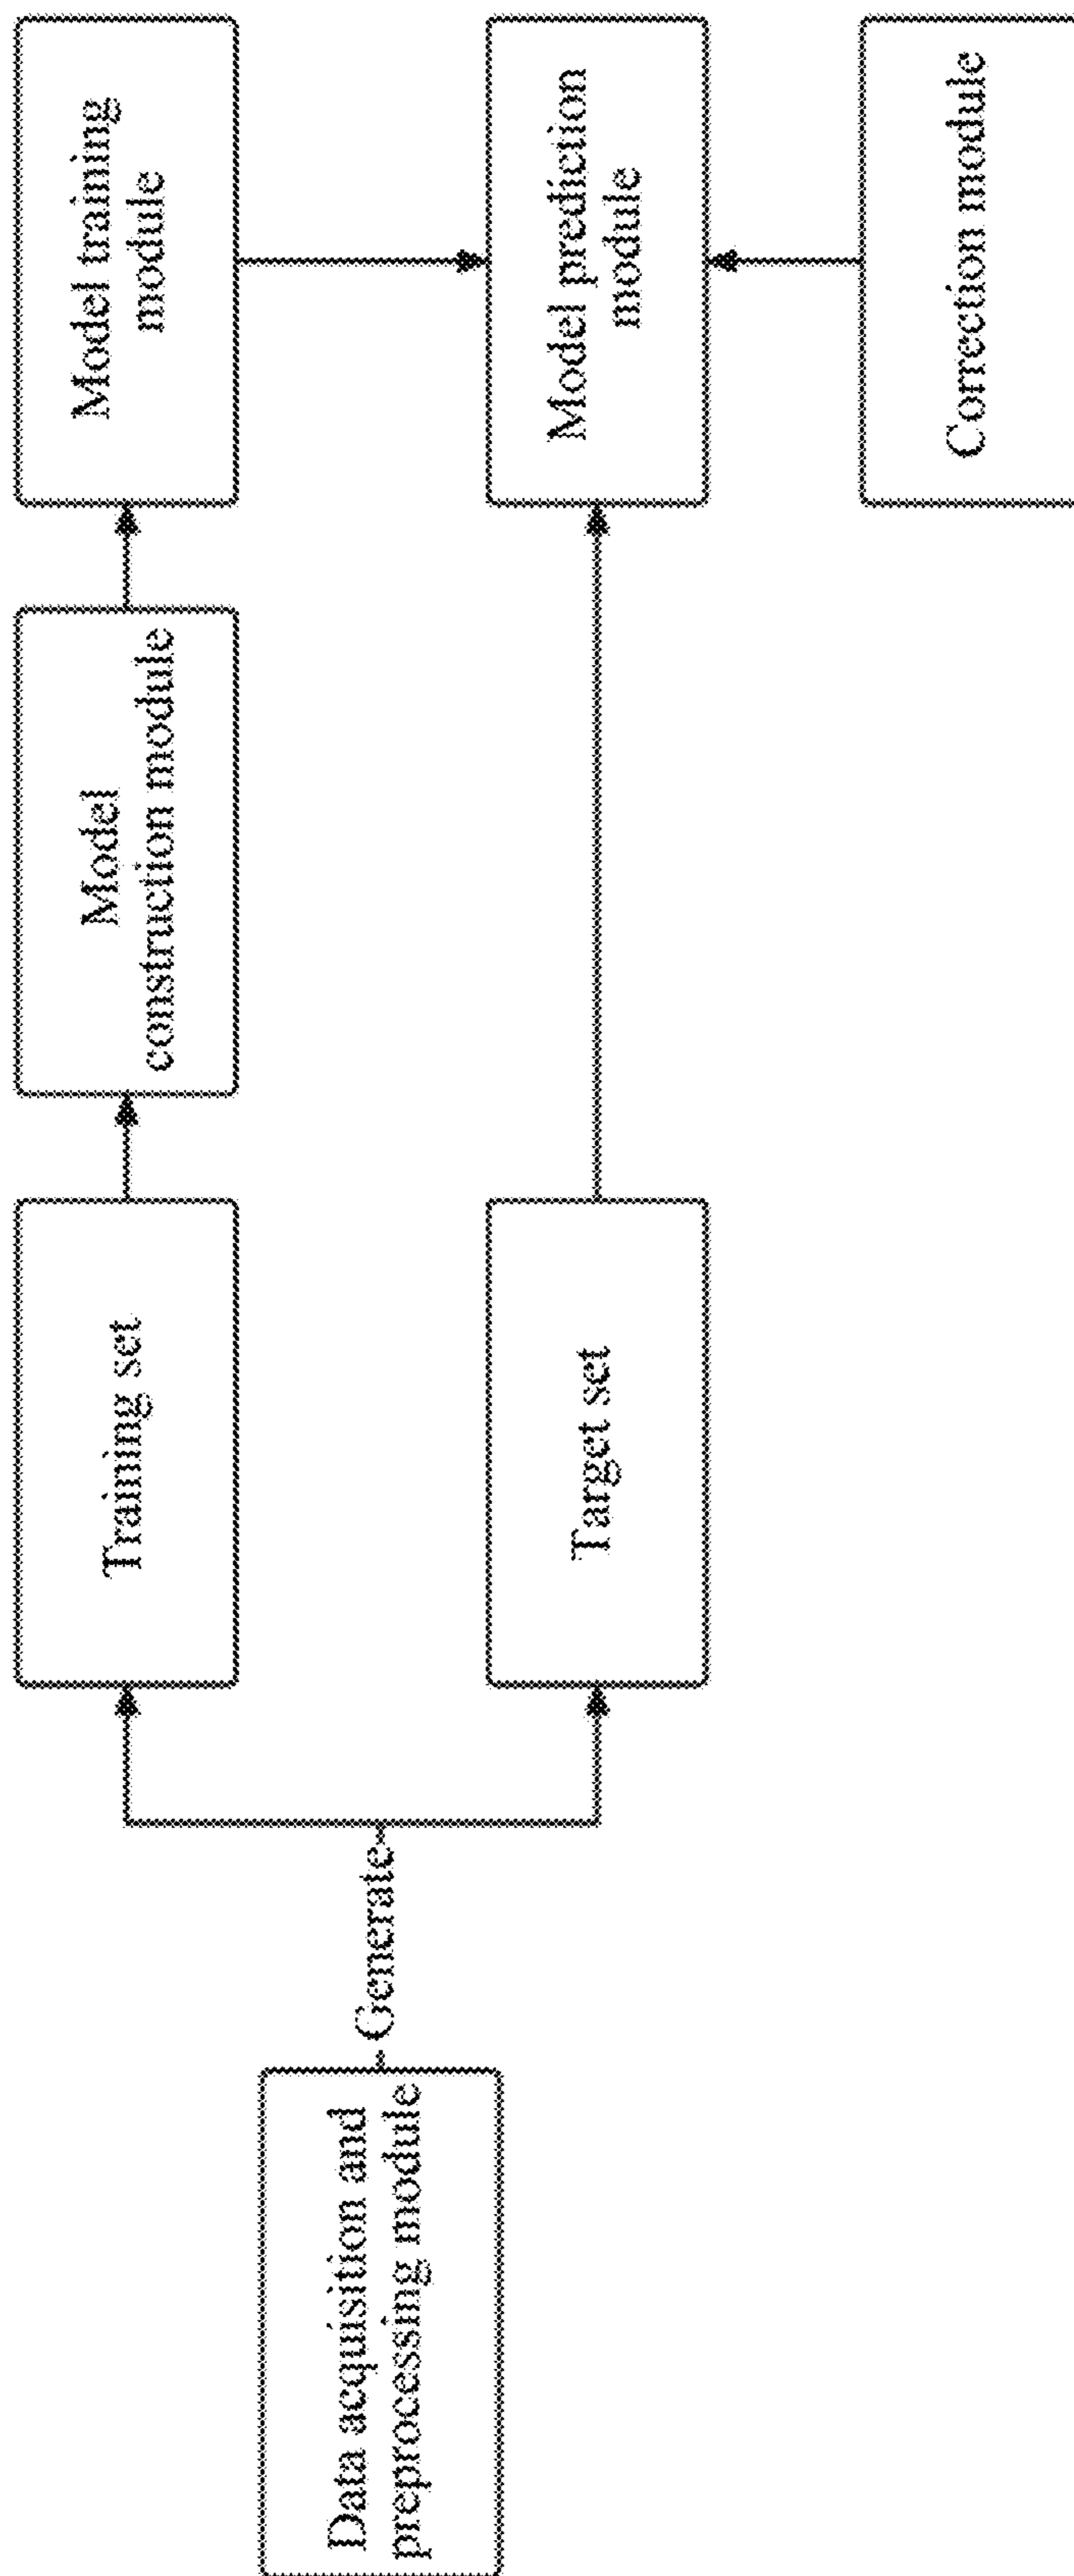 Data acquisition and
preprocessing module
Generate
Training set
Model
construction module
Model training
module
Target set
Model prediction
module
Correction module